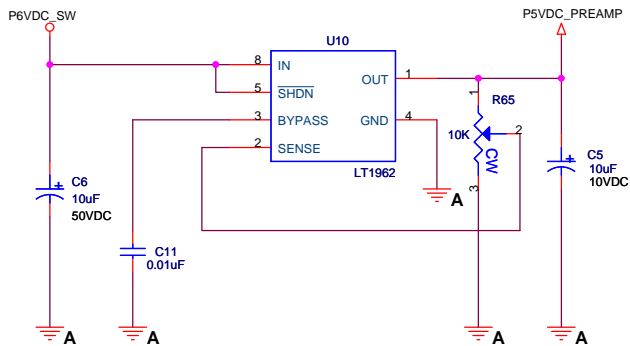 P6VDC_SW
P5VDC_PREAMP
U10
8 IN
OUT 1
5 SHDN
R65
1
3 BYPASS
GND 4
10K
2
CW
2 SENSE
C5
10uF
10VDC
LT1962
3
C6
10uF
50VDC
A
C11
0.01uF
A
A
A
A